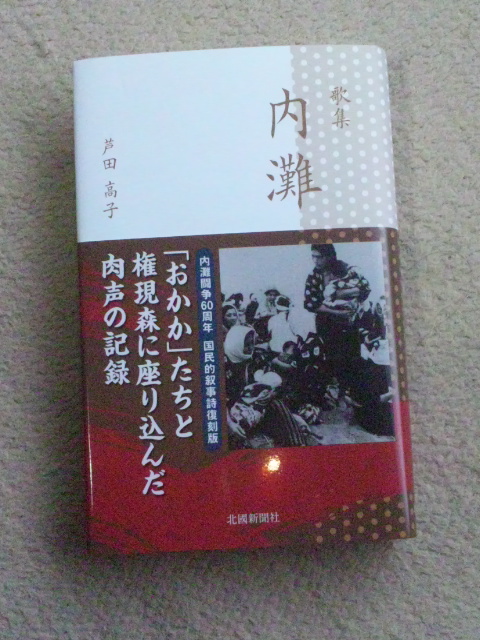 歌集
内灘
芦田高子
内灘闘争60周年 国民的叙事詩復刻版
「おかか」たちと
権現森に座り込んだ
肉声の記録
北國新聞社